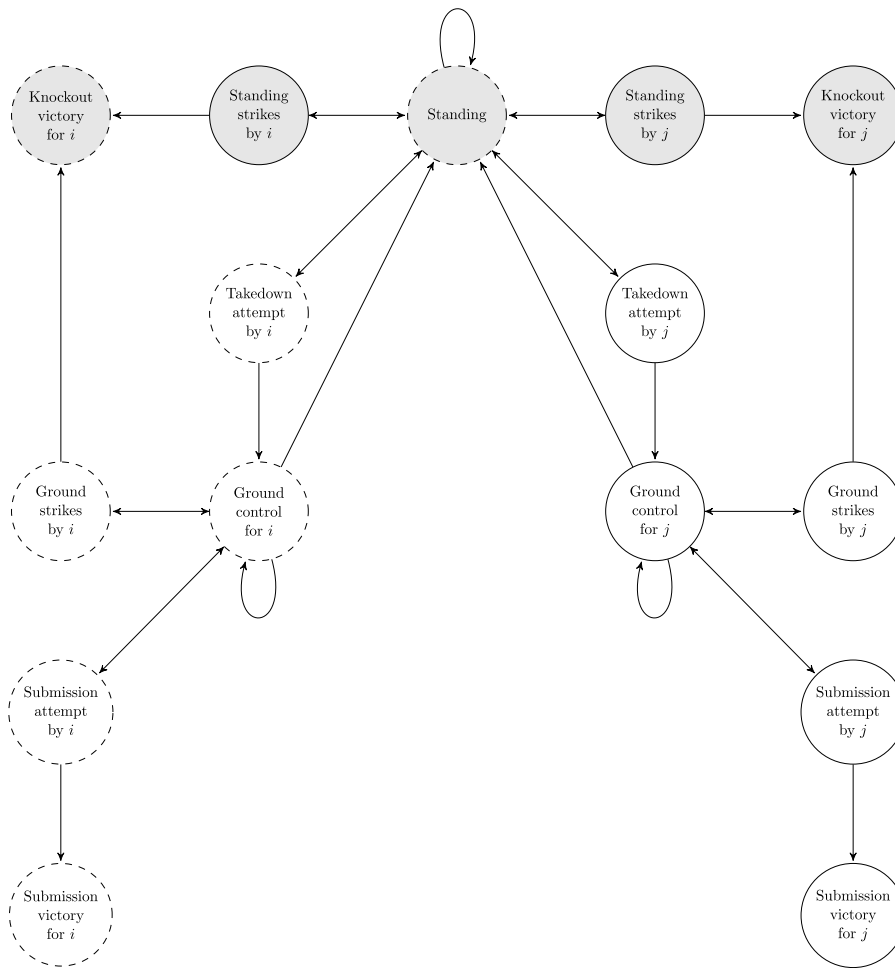 Knockout
victory
for i
Standing
strikes
by i
Standing
Standing
strikes
by j
Knockout
victory
for j
Takedown
attempt
by i
Takedown
attempt
by j
Ground
strikes
by i
Ground
control
for i
Ground
control
for j
Ground
strikes
by j
Submission
attempt
by i
Submission
attempt
by j
Submission
victory
for i
Submission
victory
for j